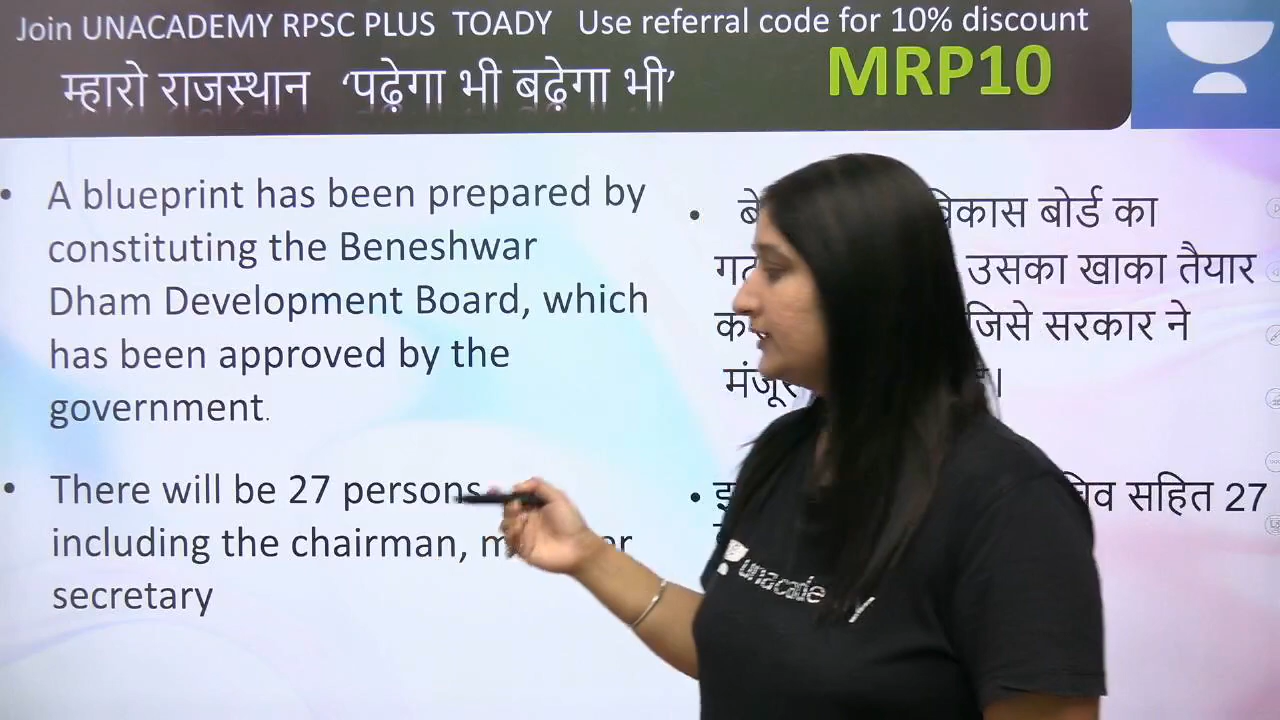 Join UNACADEMY RPSC PLUS TOADY Use referral code for 10% discount
म्हारो राजस्थान ‘पढ़ेगा भी बढ़ेगा भी’ MRP10
• A blueprint has been prepared by
constituting the Beneshwar
Dham Development Board, which
has been approved by the
government.
• There will be 27 persons
including the chairman,
secretary
• विकास बोर्ड का
उसका खाका तैयार
जिसे सरकार ने
• सहित 27
unacademy